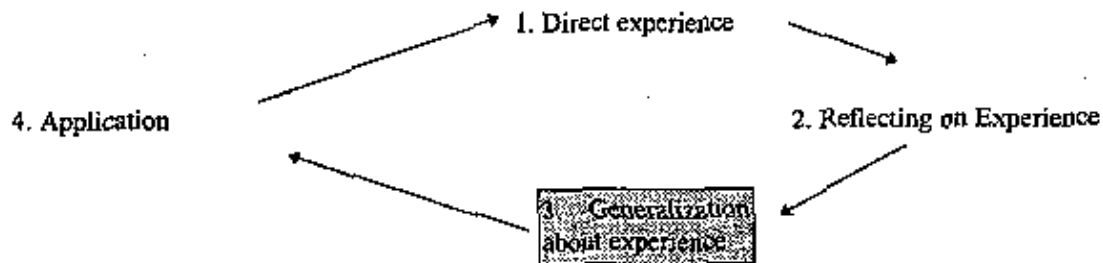 1. Direct experience
4. Application
2. Reflecting on Experience
3. Generalization
about experience